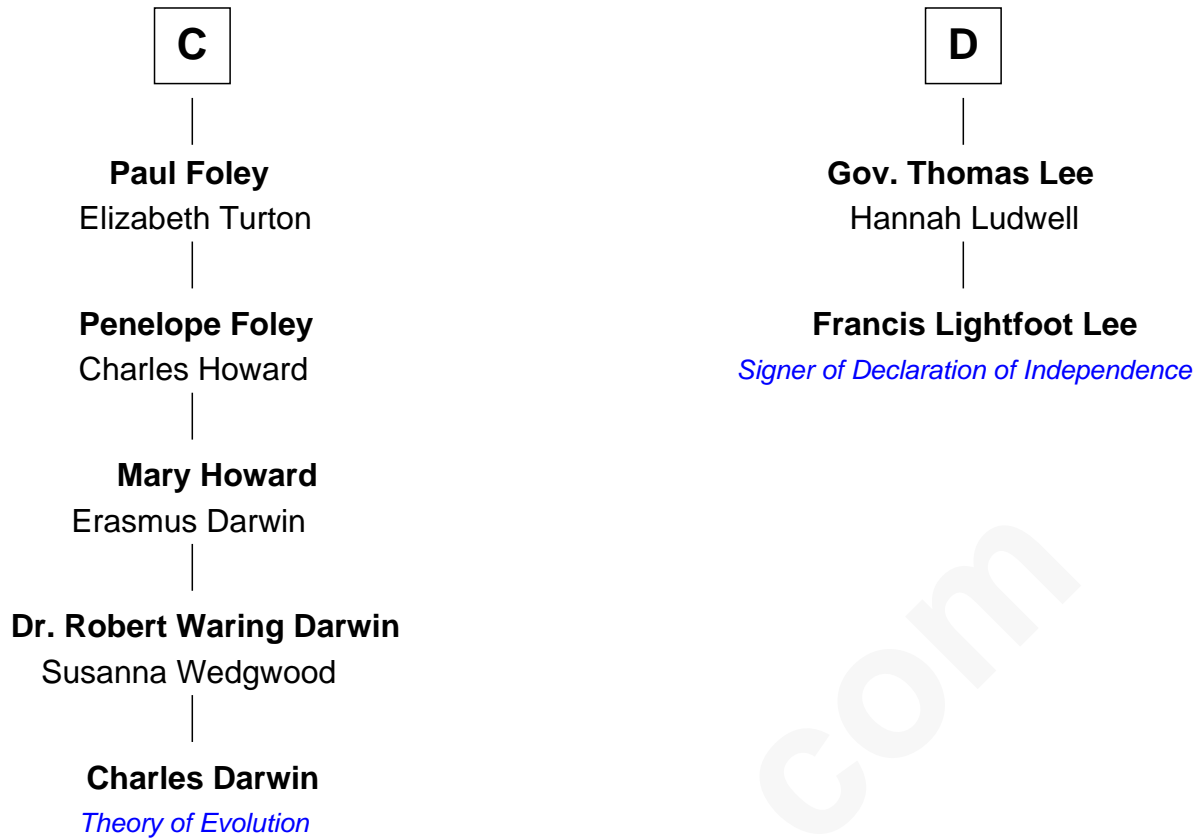 C
Paul Foley
Elizabeth Turton
Penelope Foley
Charles Howard
Mary Howard
Erasmus Darwin
Dr. Robert Waring Darwin
Susanna Wedgwood
Charles Darwin
Theory of Evolution
D
Gov. Thomas Lee
Hannah Ludwell
Francis Lightfoot Lee
Signer of Declaration of Independence
com